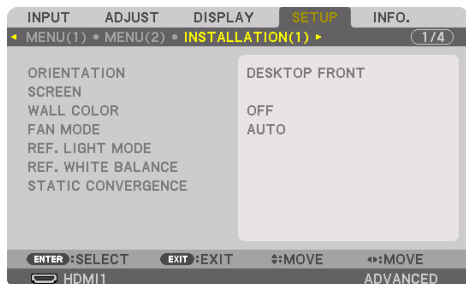 INPUT ADJUST DISPLAY SETUP INFO.
◂ MENU(1) • MENU(2) • INSTALLATION(1) ▸ 1/4
ORIENTATION DESKTOP FRONT
SCREEN
WALL COLOR OFF
FAN MODE AUTO
REF. LIGHT MODE
REF. WHITE BALANCE
STATIC CONVERGENCE
ENTER:SELECT EXIT:EXIT ♦:MOVE ◂▸:MOVE
HDMI1 ADVANCED